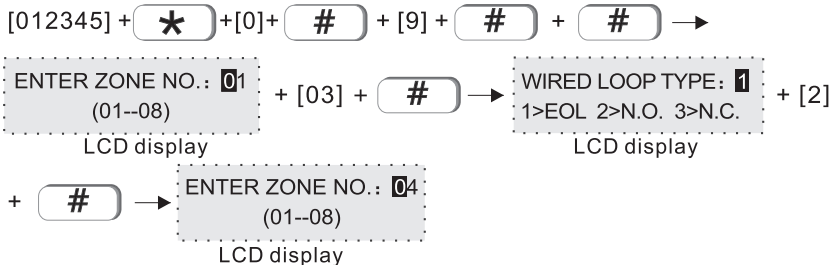 [012345] + * +[0]+ # + [9] + # + #
ENTER ZONE NO.: 01
(01--08)
LCD display
+ [03] + #
WIRED LOOP TYPE: 1
1>EOL 2>N.O. 3>N.C.
LCD display
+ [2]
+ #
ENTER ZONE NO.: 04
(01--08)
LCD display